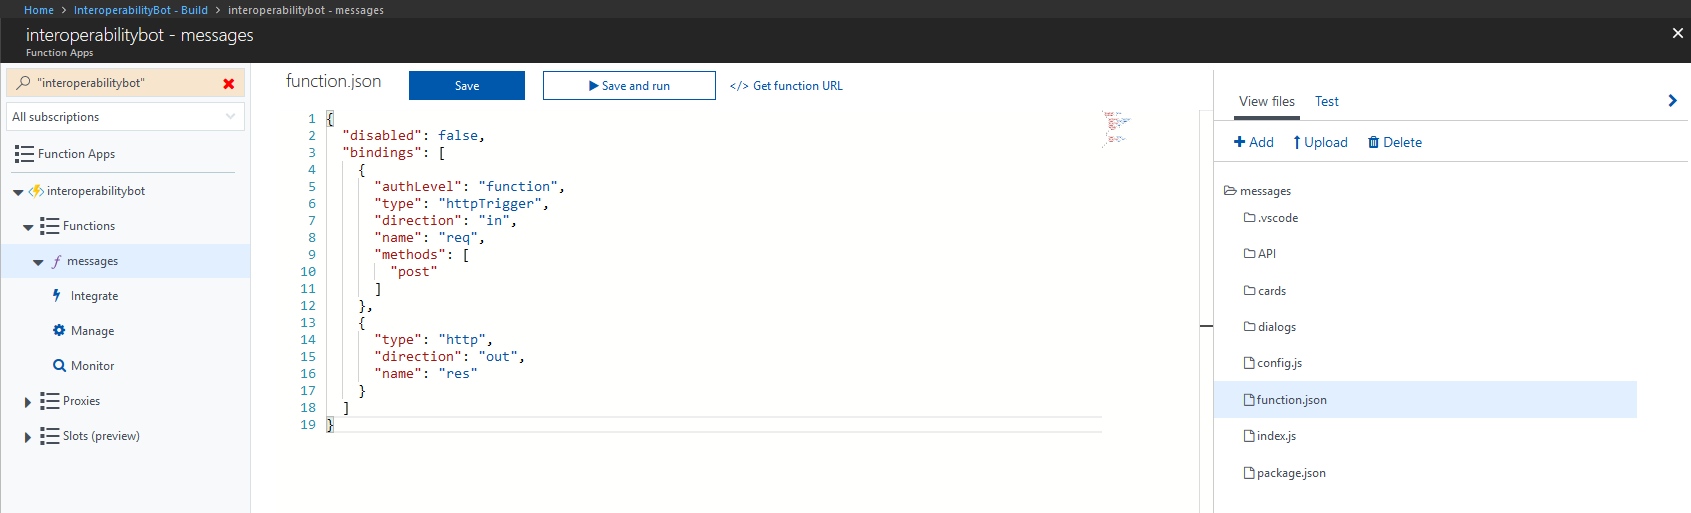 Home > InteroperabilityBot - Build > interoperabilitybot - messages
interoperabilitybot - messages
Function Apps
"interoperabilitybot"
All subscriptions
Function Apps
interoperabilitybot
Functions
messages
Integrate
Manage
Monitor
Proxies
Slots (preview)
function.json
Save
Save and run
</> Get function URL
1 {
2 "disabled": false,
3 "bindings": [
4 {
5 "authLevel": "function",
6 "type": "httpTrigger",
7 "direction": "in",
8 "name": "req",
9 "methods": [
10 "post"
11 ]
12 },
13 {
14 "type": "http",
15 "direction": "out",
16 "name": "res"
17 }
18 ]
19 }
View files Test
Add Upload Delete
messages
.vscode
API
cards
dialogs
config.js
function.json
index.js
package.json